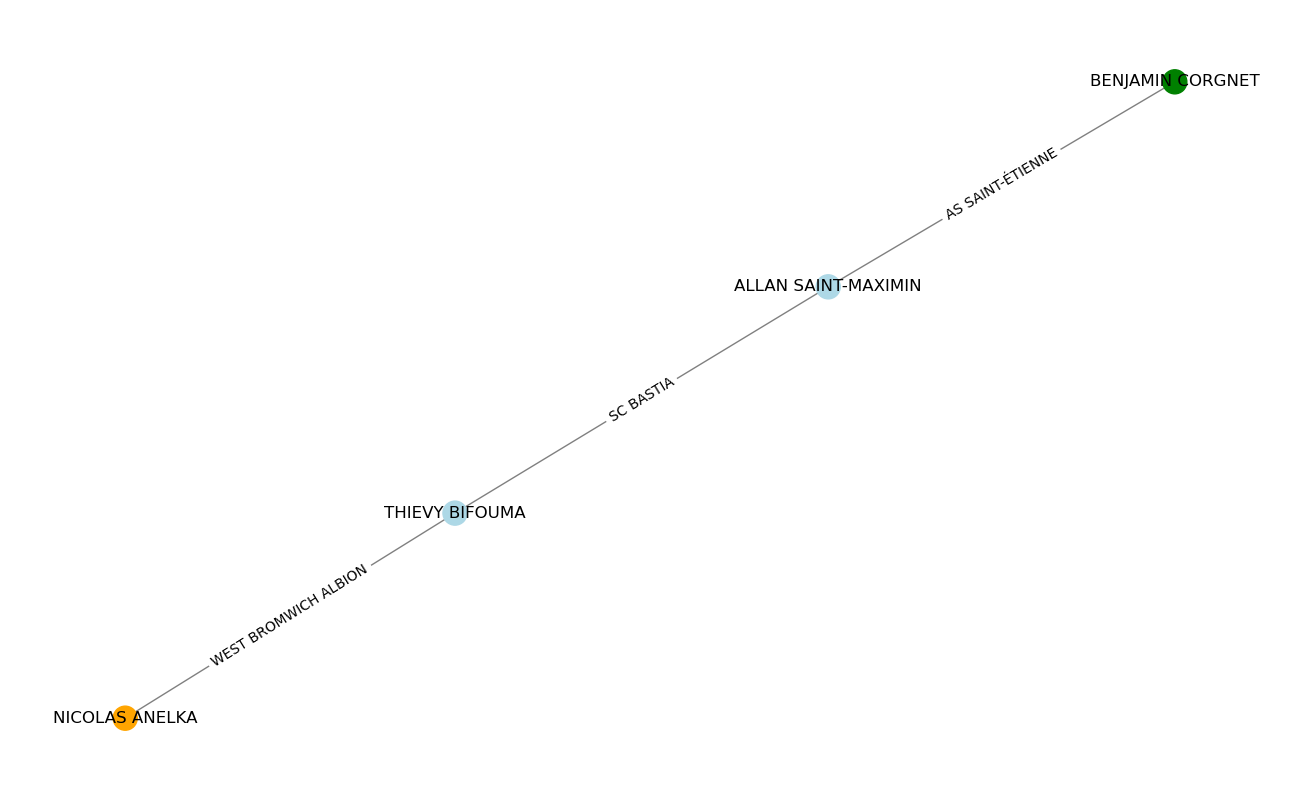 BENJAMIN CORGNET
AS SAINT-ÉTIENNE
ALLAN SAINT-MAXIMIN
SC BASTIA
THIEVY BIFOUMA
WEST BROMWICH ALBION
NICOLAS ANELKA